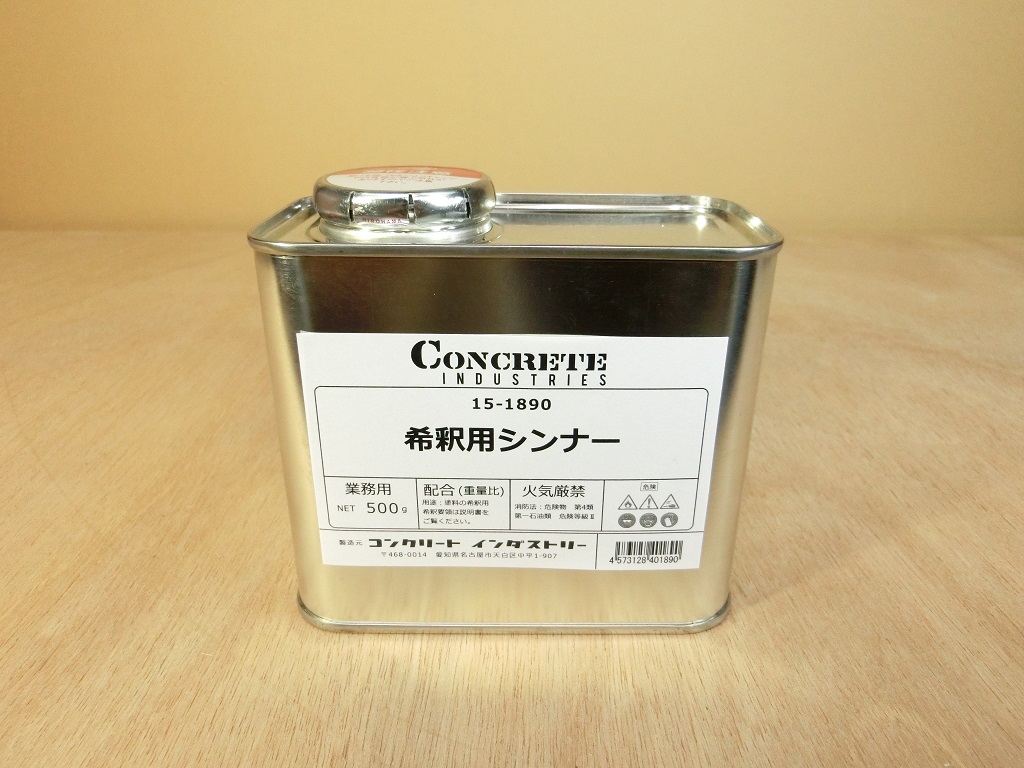 CONCRETE
INDUSTRIES
15-1890
希釈用シンナー
業務用
NET 500g
配合(重量比)
用途：塗料の希釈用
希釈要領は説明書を
ご覧ください。
火気厳禁
消防法：危険物 第4類
第一石油類 危険等級Ⅱ
危険
製造元 コンクリート インダストリー
〒468-0014 愛知県名古屋市天白区中平1-907
4 573128 401890